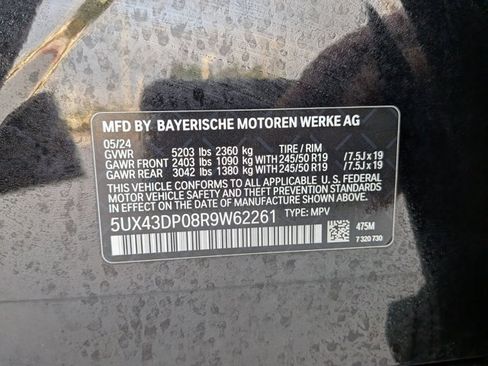 MFD BY BAYERISCHE MOTOREN WERKE AG
05/24
GVWR 5203 lbs 2360 kg TIRE / RIM
GAWR FRONT 2403 lbs 1090 kg WITH 245/50 R19 /7.5J x 19
GAWR REAR 3042 lbs 1380 kg WITH 245/50 R19 /7.5J x 19
THIS VEHICLE CONFORMS TO ALL APPLICABLE U.S. FEDERAL
MOTOR VEHICLE SAFETY AND THEFT PREVENTION STANDARDS
IN EFFECT ON THE DATE OF MANUFACTURE SHOWN ABOVE.
5UX43DP08R9W62261 TYPE: MPV
475M
7 320 730